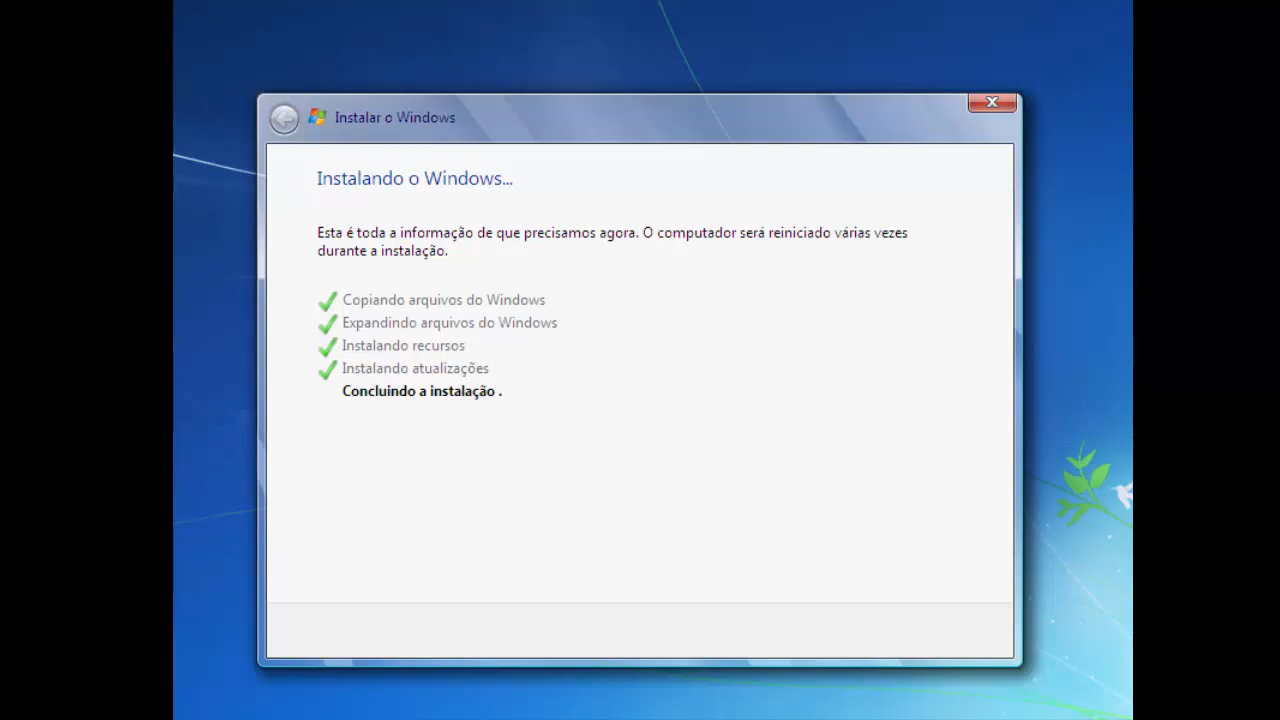 Instalar o Windows
Instalando o Windows...
Esta é toda a informação de que precisamos agora. O computador será reiniciado várias vezes
durante a instalação.
Copiando arquivos do Windows
Expandindo arquivos do Windows
Instalando recursos
Instalando atualizações
Concluindo a instalação .